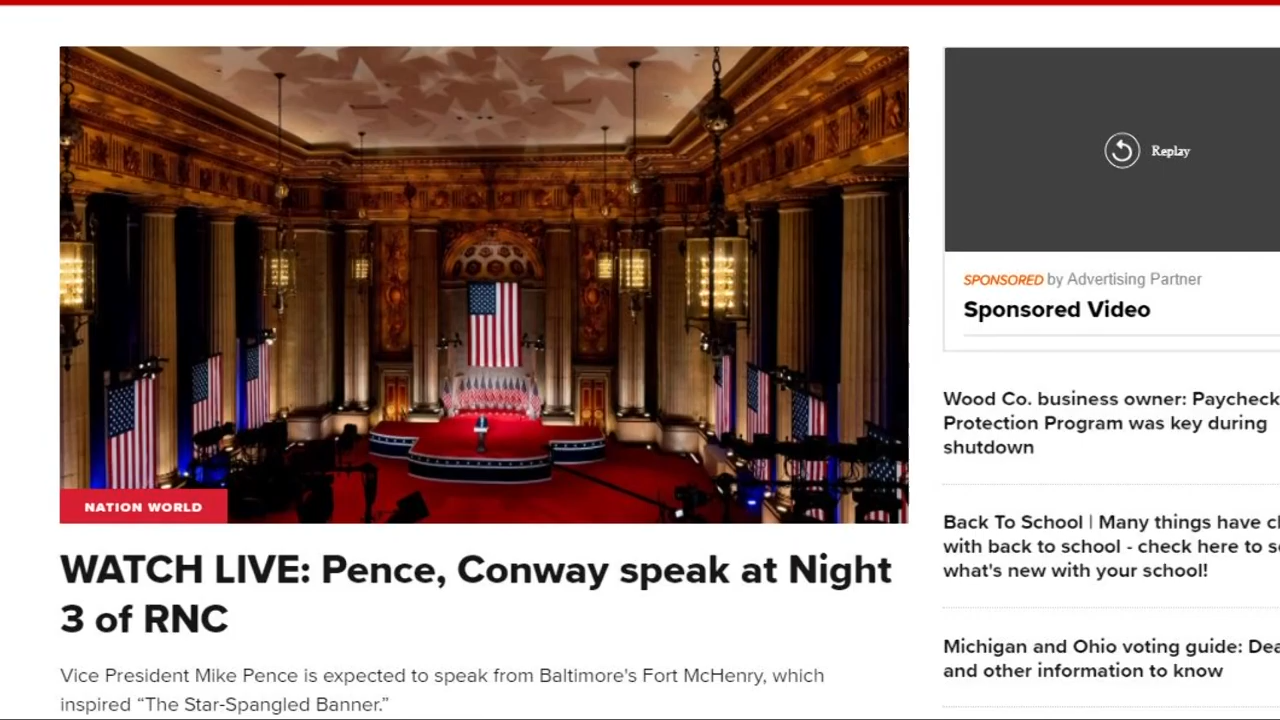 NATION WORLD
WATCH LIVE: Pence, Conway speak at Night
3 of RNC
Vice President Mike Pence is expected to speak from Baltimore's Fort McHenry, which
inspired “The Star-Spangled Banner.”
Replay
SPONSORED by Advertising Partner
Sponsored Video
Wood Co. business owner: Paycheck
Protection Program was key during
shutdown
Back To School | Many things have
with back to school - check here to
what's new with your school!
Michigan and Ohio voting guide:
and other information to know